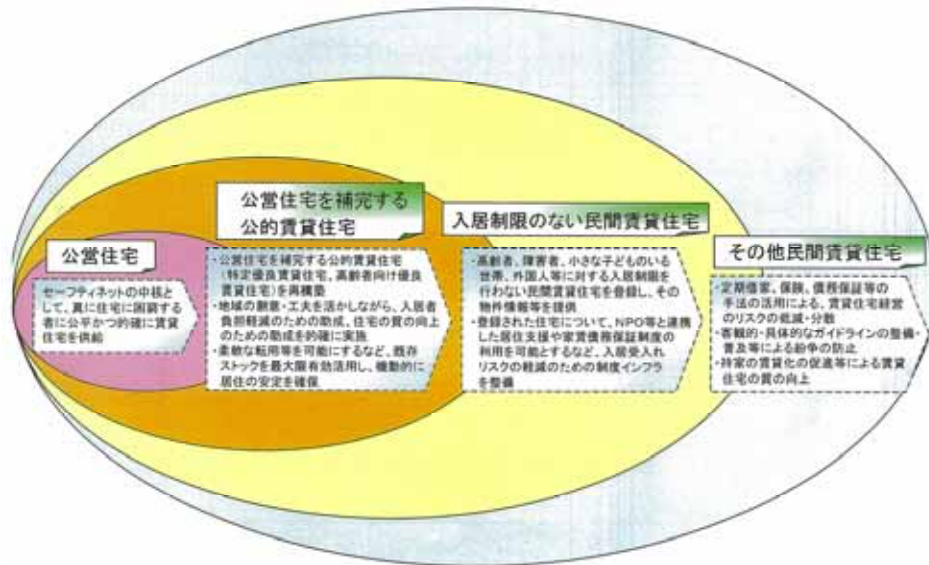 公営住宅
セーフティネットの中核と
して、真に住宅に困窮する
者に公平かつ的確に賃貸
住宅を供給
公営住宅を補完する
公的賃貸住宅
・公営住宅を補完する公的賃貸住宅
(特定優良賃貸住宅、高齢者向け優良
賃貸住宅)を再構築
・地域の創意・工夫を活かしながら、入居者
負担軽減のための助成、住宅の質の向上
のための助成を的確に実施
・柔軟な転用等を可能にするなど、既存
ストックを最大限有効活用し、機動的に
居住の安定を確保
入居制限のない民間賃貸住宅
・高齢者、障害者、小さな子どものいる
世帯、外国人等に対する入居制限を
行わない民間賃貸住宅を登録し、その
物件情報等を提供
・登録された住宅について、NPO等と連携
した居住支援や家賃債務保証制度の
利用を可能とするなど、入居受入れ
リスクの軽減のための制度インフラ
を整備
その他民間賃貸住宅
・定期借家、保険、債務保証等の
手法の活用による、賃貸住宅経営
のリスクの低減・分散
・客観的・具体的なガイドラインの整備・
普及等による紛争の防止
・持家の賃貸化の促進等による賃貸
住宅の質の向上